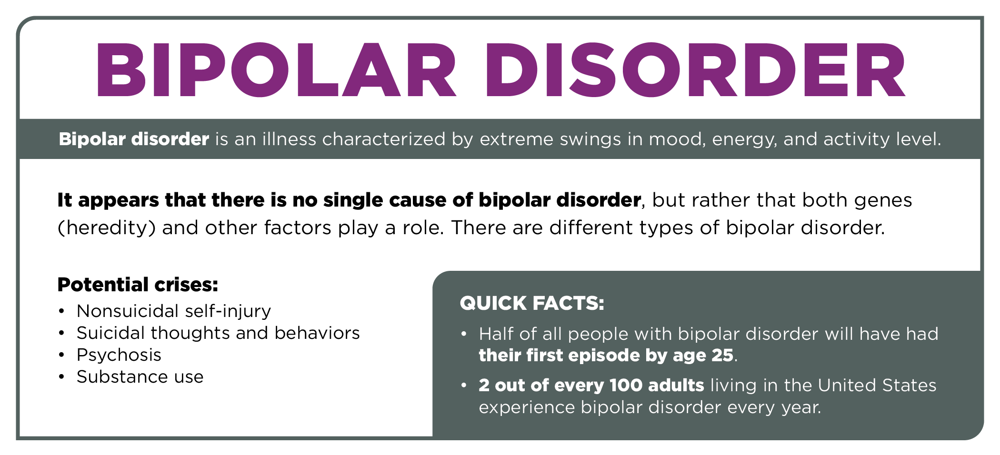 BIPOLAR DISORDER
Bipolar disorder is an illness characterized by extreme swings in mood, energy, and activity level.
It appears that there is no single cause of bipolar disorder, but rather that both genes
(heredity) and other factors play a role. There are different types of bipolar disorder.
Potential crises:
• Nonsuicidal self-injury
• Suicidal thoughts and behaviors
• Psychosis
• Substance use
QUICK FACTS:
• Half of all people with bipolar disorder will have had
their first episode by age 25.
• 2 out of every 100 adults living in the United States
experience bipolar disorder every year.